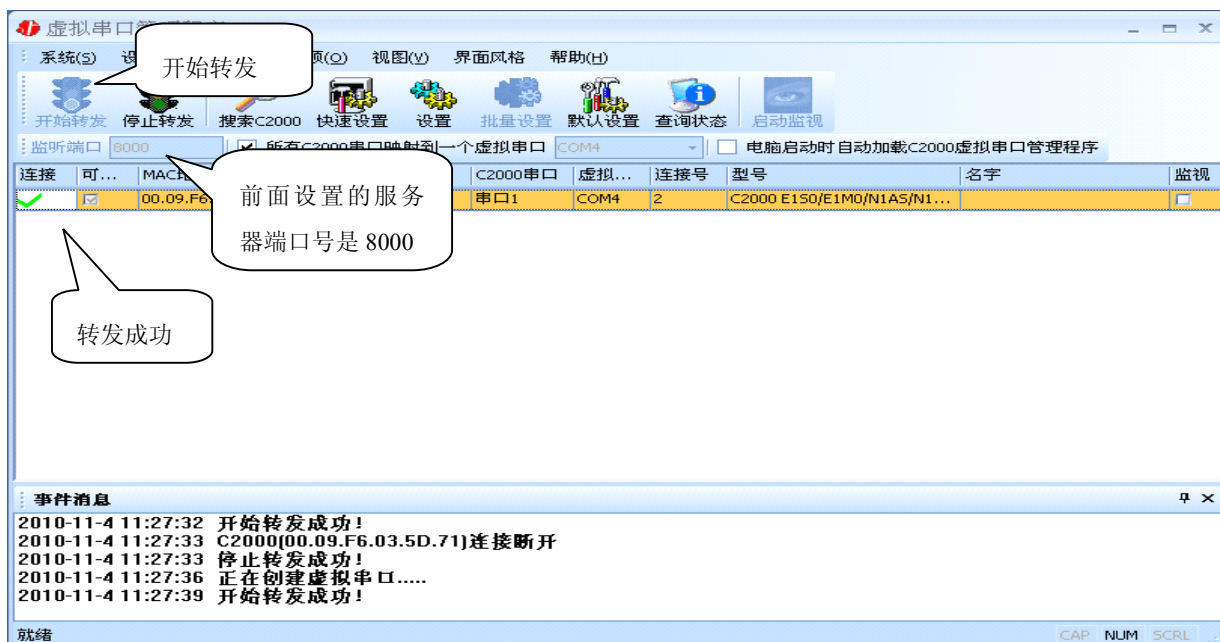 虚拟串口
系统(S) 设 项(O) 视图(V) 界面风格 帮助(H)
开始转发
开始转发 停止转发 搜索C2000 快速设置 设置 批量设置 默认设置 查询状态 启动监视
监听端口 8000 所有C2000串口映射到一个虚拟串口 COM4 电脑启动时自动加载C2000虚拟串口管理程序
连接 可... MAC地 C2000串口 虚拟... 连接号 型号 名字 监视
00.09.F6. 串口1 COM4 2 C2000 E1S0/E1M0/N1AS/N1...
前面设置的服务
器端口号是 8000
转发成功
事件消息
2010-11-4 11:27:32 开始转发成功!
2010-11-4 11:27:33 C2000(00.09.F6.03.5D.71)连接断开
2010-11-4 11:27:33 停止转发成功!
2010-11-4 11:27:36 正在创建虚拟串口.....
2010-11-4 11:27:39 开始转发成功!
就绪 CAP NUM SCRL